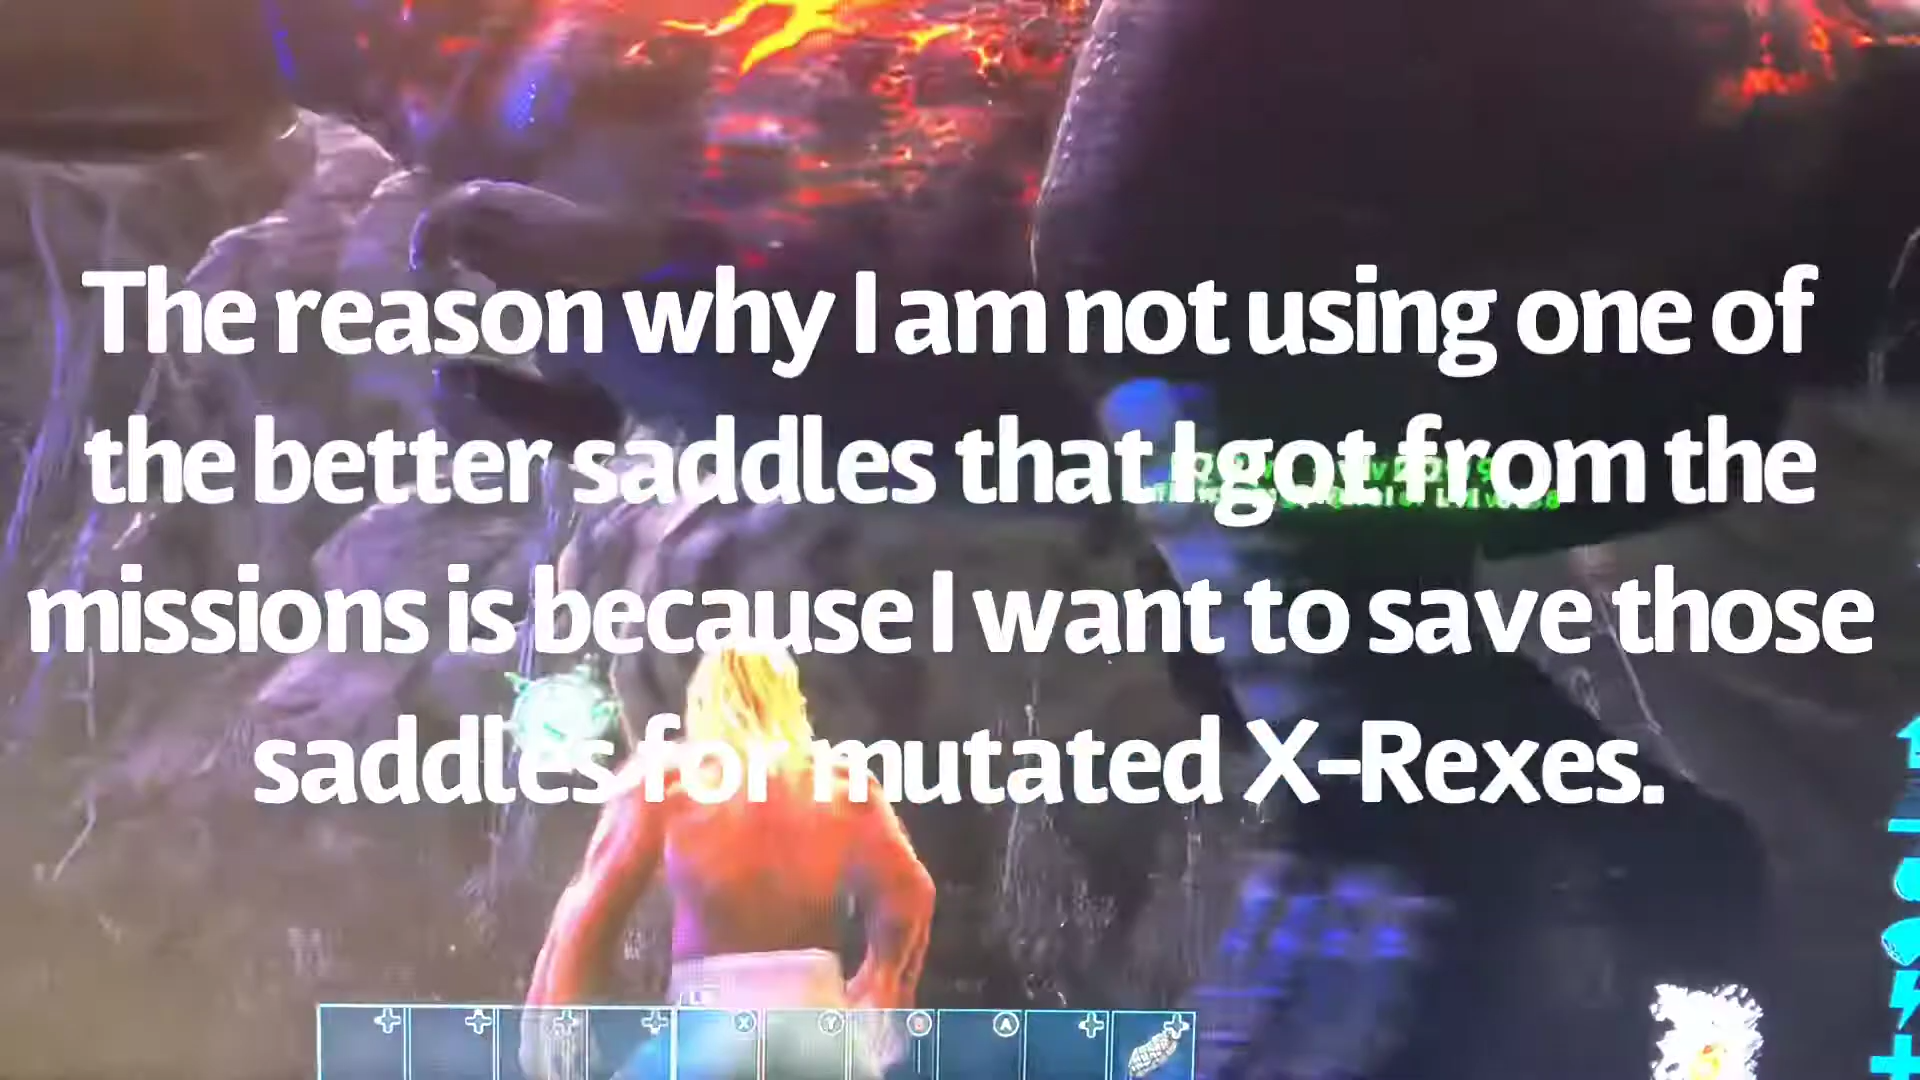 The reason why I am not using one of
the better saddles that I got from the
missions is because I want to save those
saddles for mutated X-Rexes.
X
Y
B
A